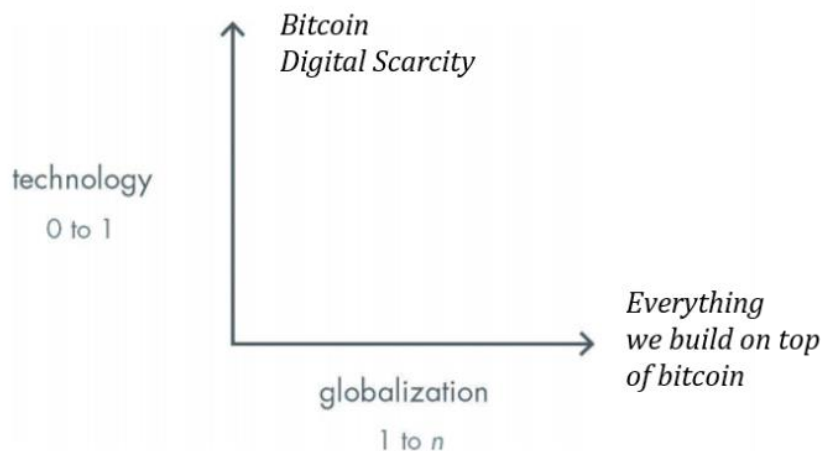 Bitcoin
Digital Scarcity
technology
0 to 1
Everything
we build on top
of bitcoin
globalization
1 to n